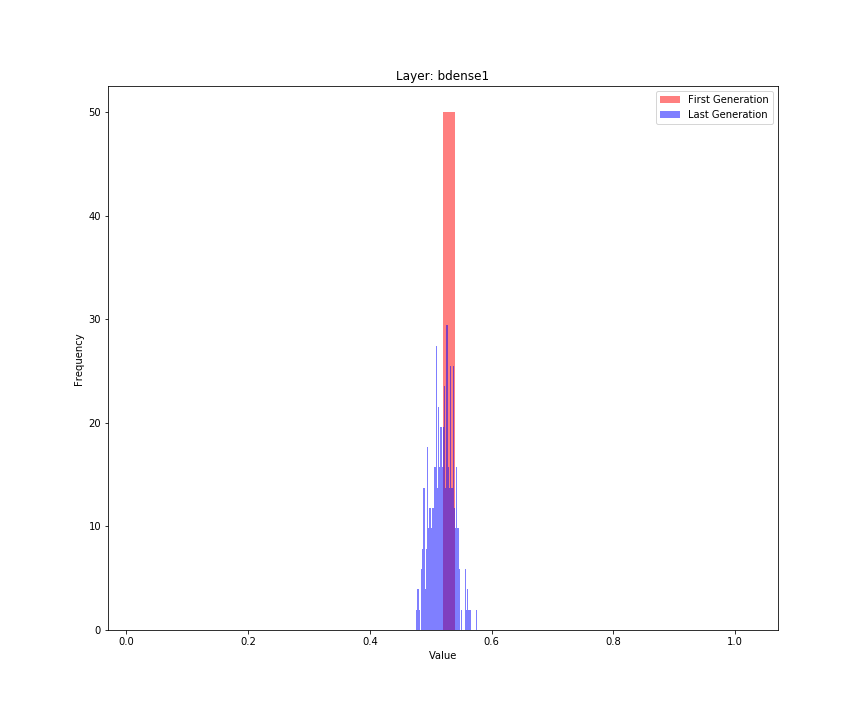 Layer: bdense1
First Generation
Last Generation
50
40
30
20
10
0
Frequency
0.0 0.2 0.4 0.6 0.8 1.0
Value